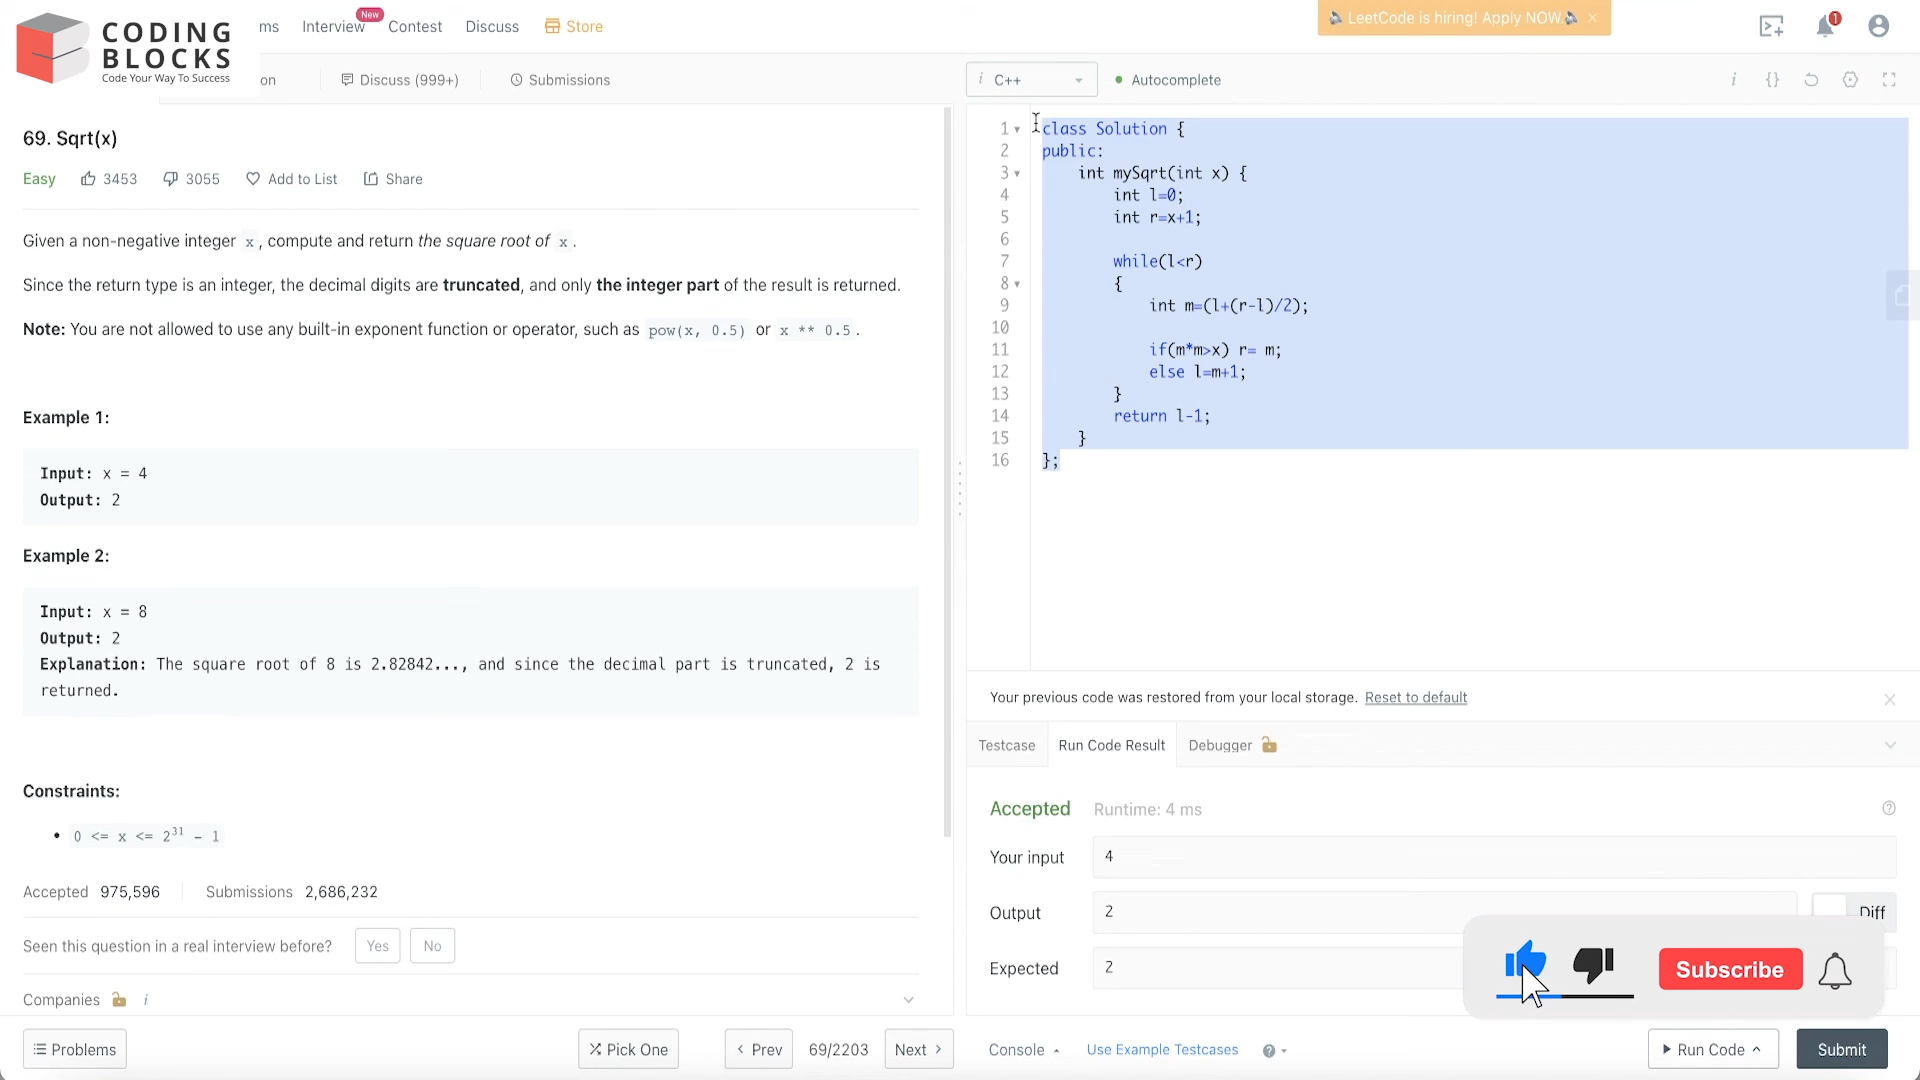 CODING
BLOCKS
Code Your Way To Success
ms
Interview
New
Contest
Discuss
Store
LeetCode is hiring! Apply NOW.
1
on
Discuss (999+)
Submissions
i C++
Autocomplete
i {}
69. Sqrt(x)
Easy
3453
3055
Add to List
Share
Given a non-negative integer x, compute and return the square root of x.
Since the return type is an integer, the decimal digits are truncated, and only the integer part of the result is returned.
Note: You are not allowed to use any built-in exponent function or operator, such as pow(x, 0.5) or x ** 0.5.
Example 1:
Input: x = 4
Output: 2
Example 2:
Input: x = 8
Output: 2
Explanation: The square root of 8 is 2.82842..., and since the decimal part is truncated, 2 is
returned.
Constraints:
• 0 <= x <= 2^31 - 1
Accepted 975,596
Submissions 2,686,232
Seen this question in a real interview before?
Yes
No
Companies i
Problems
Pick One
< Prev
69/2203
Next >
1 class Solution {
2 public:
3 int mySqrt(int x) {
4 int l=0;
5 int r=x+1;
6
7 while(l<r)
8 {
9 int m=(l+(r-l)/2);
10
11 if(m*m>x) r= m;
12 else l=m+1;
13 }
14 return l-1;
15 }
16 };
Your previous code was restored from your local storage. Reset to default
Testcase
Run Code Result
Debugger
Accepted
Runtime: 4 ms
Your input
4
Output
2
Diff
Expected
2
Subscribe
Console
Use Example Testcases
Run Code
Submit